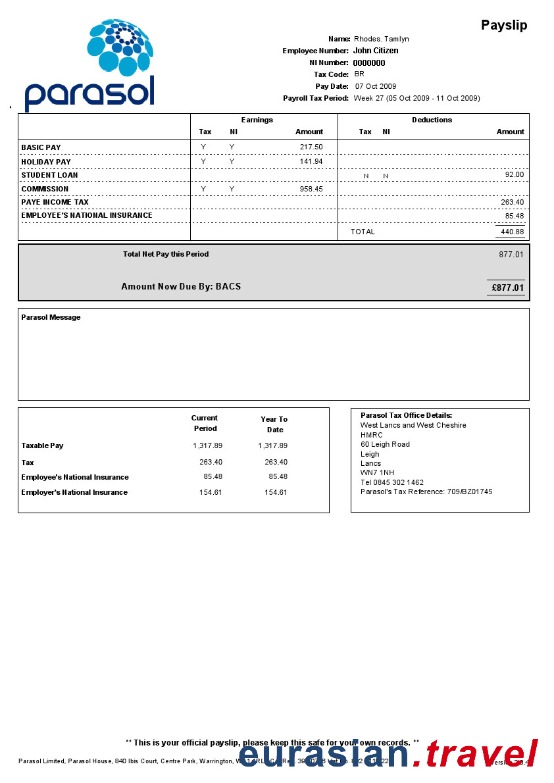 Payslip
parasol
Name: Rhodes, Tamlyn
Employee Number: John Citizen
NI Number: 0000000
Tax Code: BR
Pay Date: 07 Oct 2009
Payroll Tax Period: Week 27 (05 Oct 2009 - 11 Oct 2009)
Earnings Deductions
Tax NI Amount Tax NI Amount
BASIC PAY Y Y 217.50
HOLIDAY PAY Y Y 141.94
STUDENT LOAN N N 92.00
COMMISSION Y Y 958.45
PAYE INCOME TAX 263.40
EMPLOYEE'S NATIONAL INSURANCE 85.48
TOTAL 440.88
Total Net Pay this Period 877.01
Amount Now Due By: BACS £877.01
Parasol Message
Current Period Year To Date
Taxable Pay 1,317.89 1,317.89
Tax 263.40 263.40
Employee's National Insurance 85.48 85.48
Employer's National Insurance 154.61 154.61
Parasol Tax Office Details:
West Lancs and West Cheshire
HMRC
60 Leigh Road
Leigh
Lancs
WN7 1NH
Tel 0845 302 1462
Parasol's Tax Reference: 709/BZ01745
** This is your official payslip, please keep this safe for your own records. **
Parasol Limited, Parasol House, 840 Ibis Court, Centre Park, Warrington,
eurasian.travel